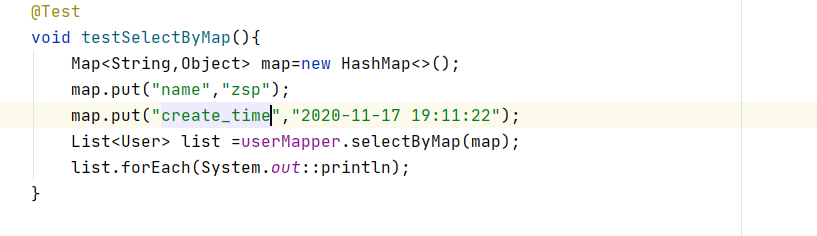 @Test
void testSelectByMap(){
Map<String,Object> map=new HashMap<>();
map.put("name","zsp");
map.put("create_time","2020-11-17 19:11:22");
List<User> list =userMapper.selectByMap(map);
list.forEach(System.out::println);
}